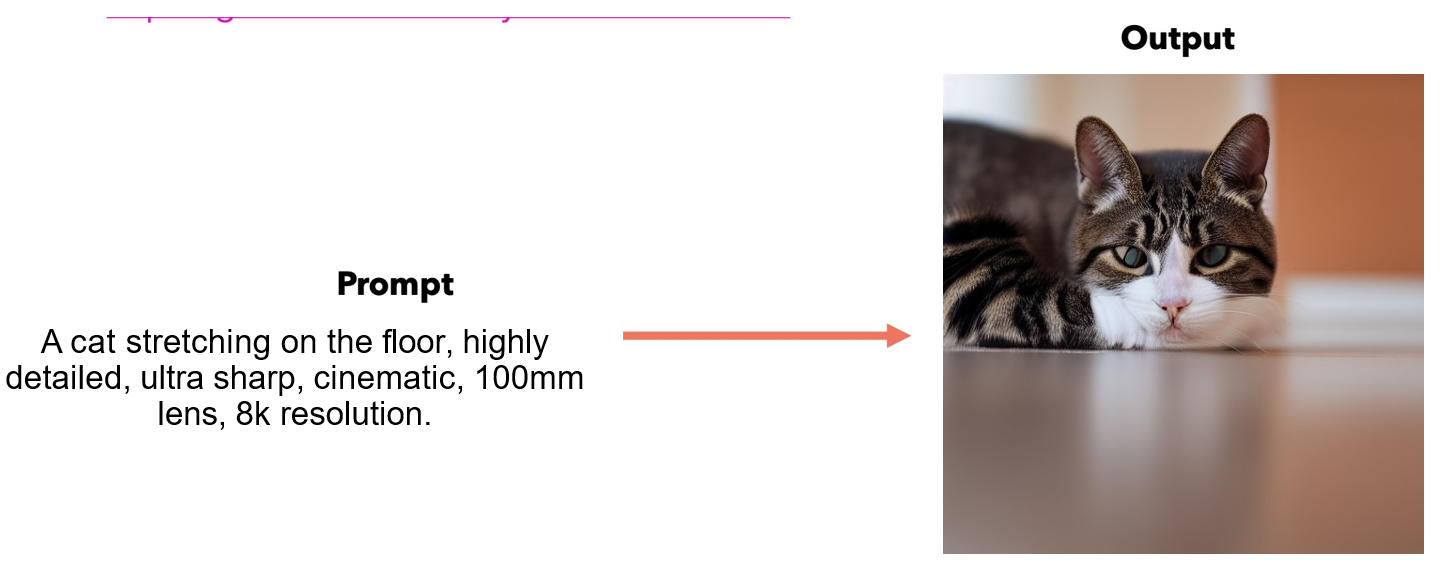 Output
Prompt
A cat stretching on the floor, highly
detailed, ultra sharp, cinematic, 100mm
lens, 8k resolution.